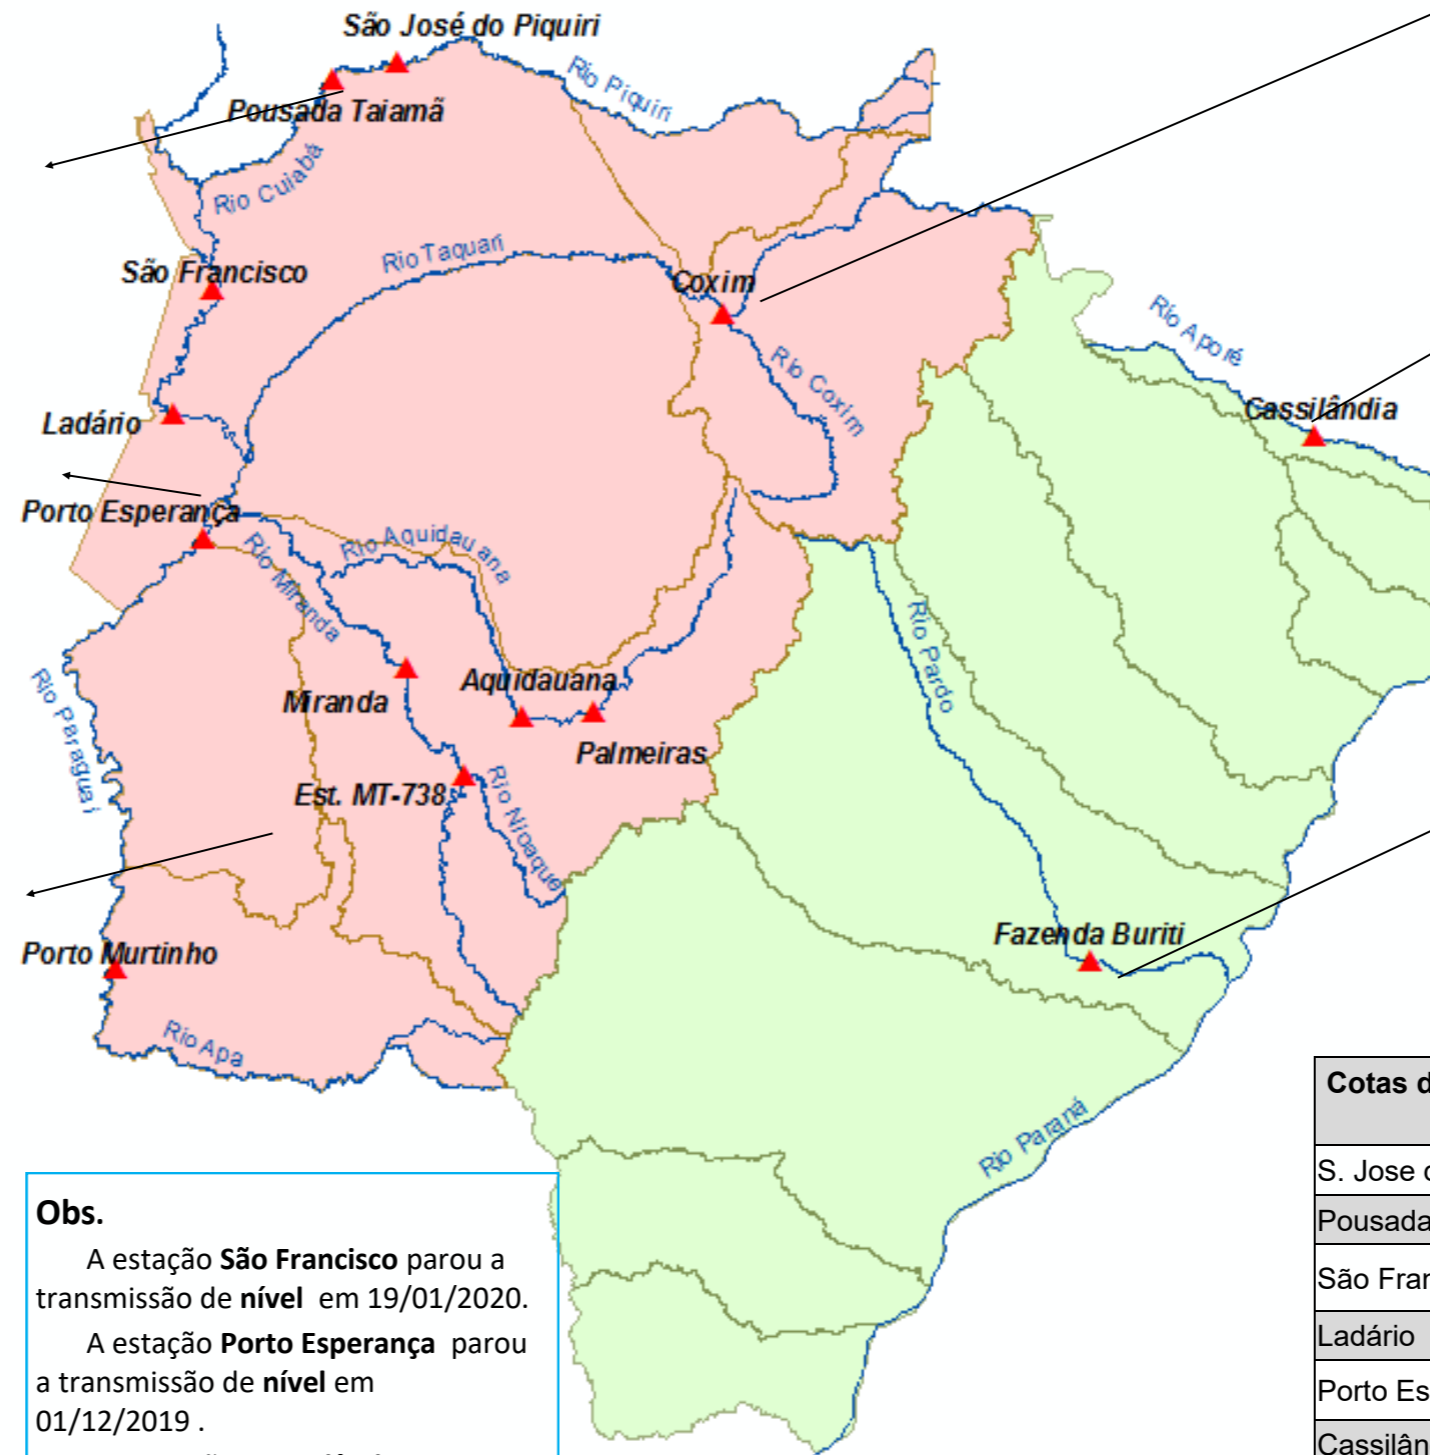 São José do Piquiri
Rio Piquiri
Pousada Taiamã
Rio Cuiabá
São Francisco
Rio Taquari
Coxim
Rio Aporé
Rio Coxim
Cassilândia
Ladário
Porto Esperança
Rio Miranda
Rio Aquidauana
Rio Pardo
Rio Paraguai
Miranda
Aquidauana
Palmeiras
Est. MT-738
Rio Nioaque
Porto Murtinho
Fazenda Buriti
Rio Apa
Rio Paraná
Obs.
A estação São Francisco parou a
transmissão de nível em 19/01/2020.
A estação Porto Esperança parou
a transmissão de nível em
01/12/2019 .
Cotas d
S. Jose
Pousada
São Fran
Ladário
Porto Es
Cassilân